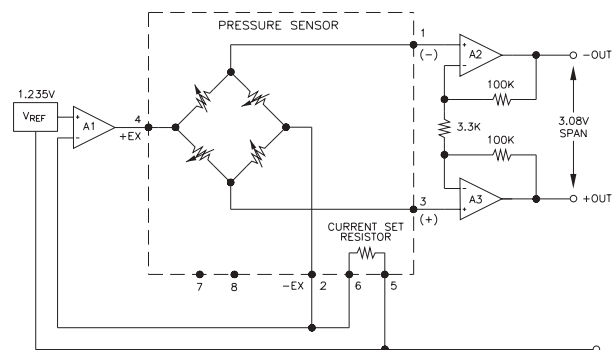 PRESSURE SENSOR
1
(-)
+
-
A2
-OUT
100K
1.235V
VREF
+
-
A1
4
+EX
3.3K
100K
3.08V
SPAN
3
(+)
-
+
A3
+OUT
CURRENT SET
RESISTOR
7
8
-EX
2
6
5